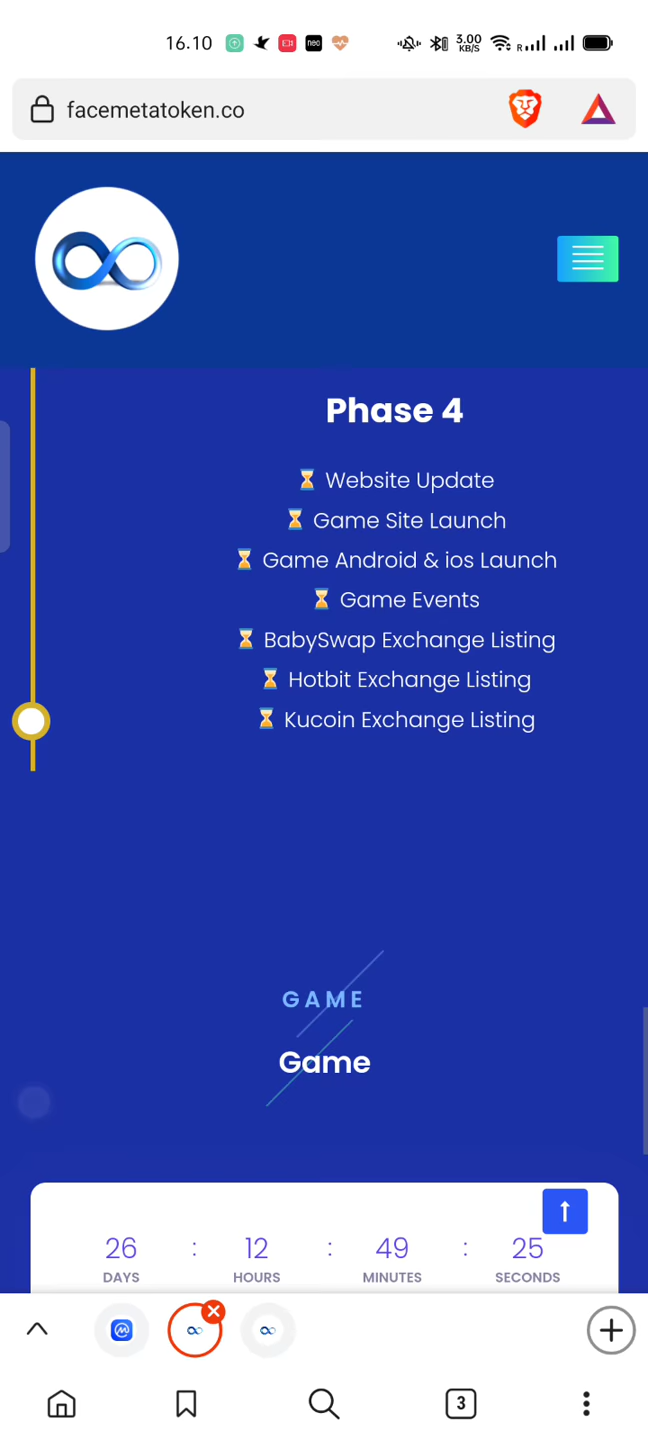 16.10
neo
3.00
KB/S
R
facemetatoken.co
Phase 4
⏳ Website Update
⏳ Game Site Launch
⏳ Game Android & ios Launch
⏳ Game Events
⏳ BabySwap Exchange Listing
⏳ Hotbit Exchange Listing
⏳ Kucoin Exchange Listing
GAME
Game
26 : 12 : 49 : 25
DAYS HOURS MINUTES SECONDS
3